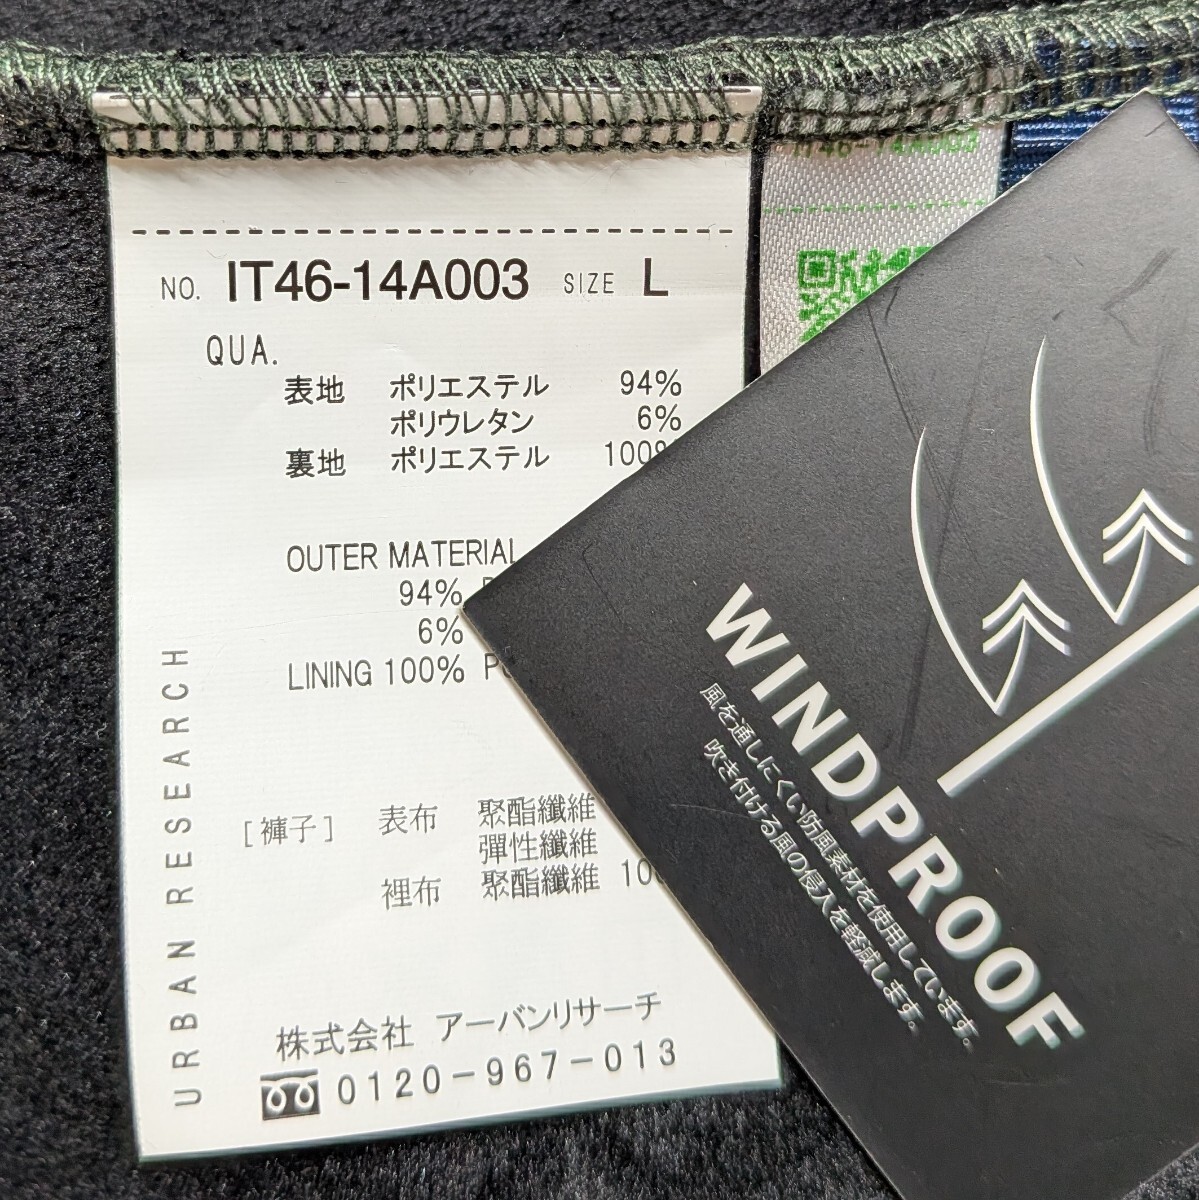 NO. IT46-14A003 SIZE L
QUA.
表地 ポリエステル 94%
ポリウレタン 6%
裏地 ポリエステル 100%
OUTER MATERIAL
94%
6%
LINING 100%
[褲子] 表布 聚酯纖維
彈性纖維
裡布 聚酯纖維
株式会社 アーバンリサーチ
0120-967-013
URBAN RESEARCH
IT46-14A003
WINDPROOF
風を通しにくい防風素材を使用しています。
吹き付ける風の侵入を軽減します。